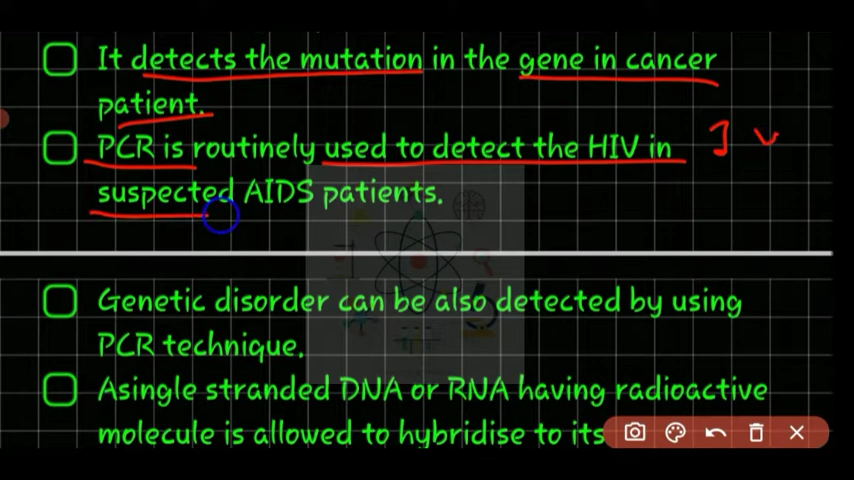 It detects the mutation in the gene in cancer
patient.
PCR is routinely used to detect the HIV in
suspected AIDS patients.
Genetic disorder can be also detected by using
PCR technique.
Asingle stranded DNA or RNA having radioactive
molecule is allowed to hybridise to its